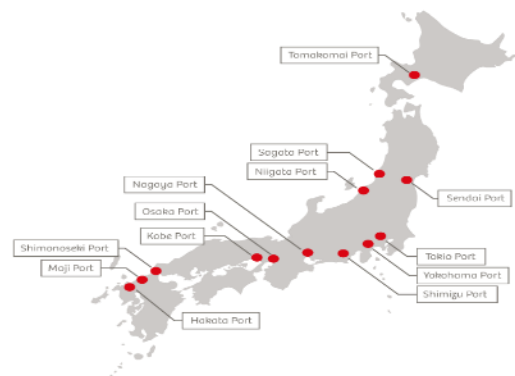 Tomakomai Port
Sagata Port
Niigata Port
Nagoya Port
Sendai Port
Osaka Port
Kobe Port
Shimonoseki Port
Tokio Port
Moji Port
Yokohama Port
Shimizu Port
Hakata Port